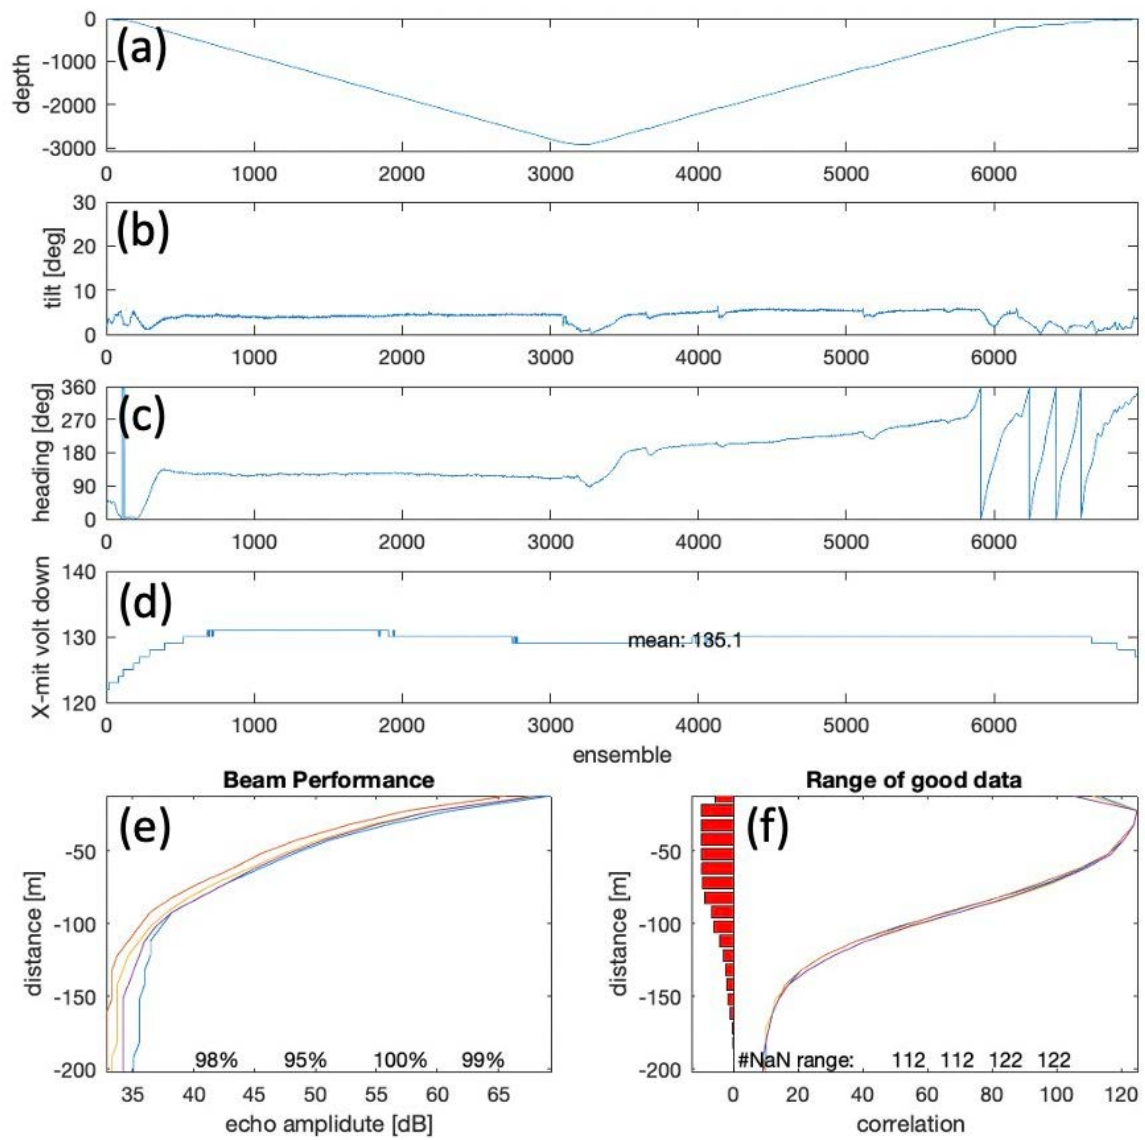 (a)
depth
0
-1000
-2000
-3000
0 1000 2000 3000 4000 5000 6000
(b)
tilt [deg]
30
20
10
0
0 1000 2000 3000 4000 5000 6000
(c)
heading [deg]
360
270
180
90
0
0 1000 2000 3000 4000 5000 6000
(d)
X-mit volt down
140
130
120
mean: 135.1
0 1000 2000 3000 4000 5000 6000
ensemble
Beam Performance
(e)
distance [m]
-50
-100
-150
-200
98% 95% 100% 99%
35 40 45 50 55 60 65
echo amplidute [dB]
Range of good data
(f)
distance [m]
-50
-100
-150
-200
#NaN range: 112 112 122 122
0 20 40 60 80 100 120
correlation